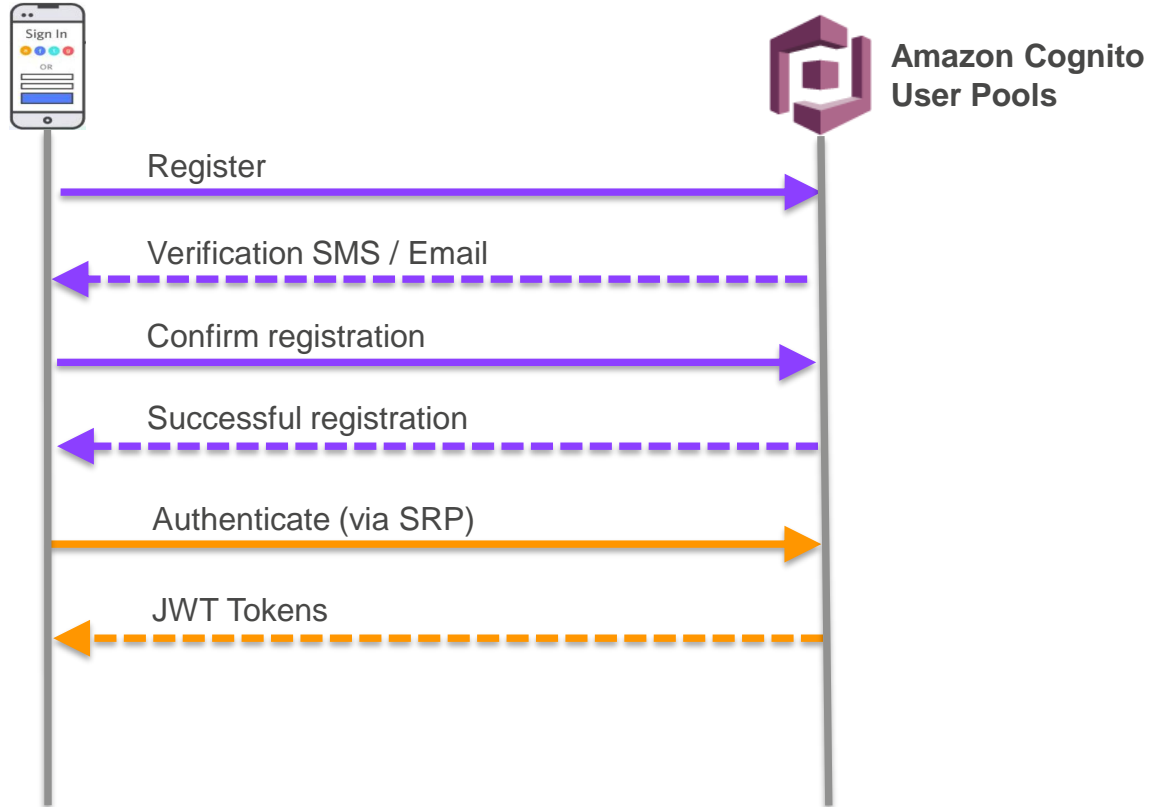 Sign In
OR
Amazon Cognito
User Pools
Register
Verification SMS / Email
Confirm registration
Successful registration
Authenticate (via SRP)
JWT Tokens